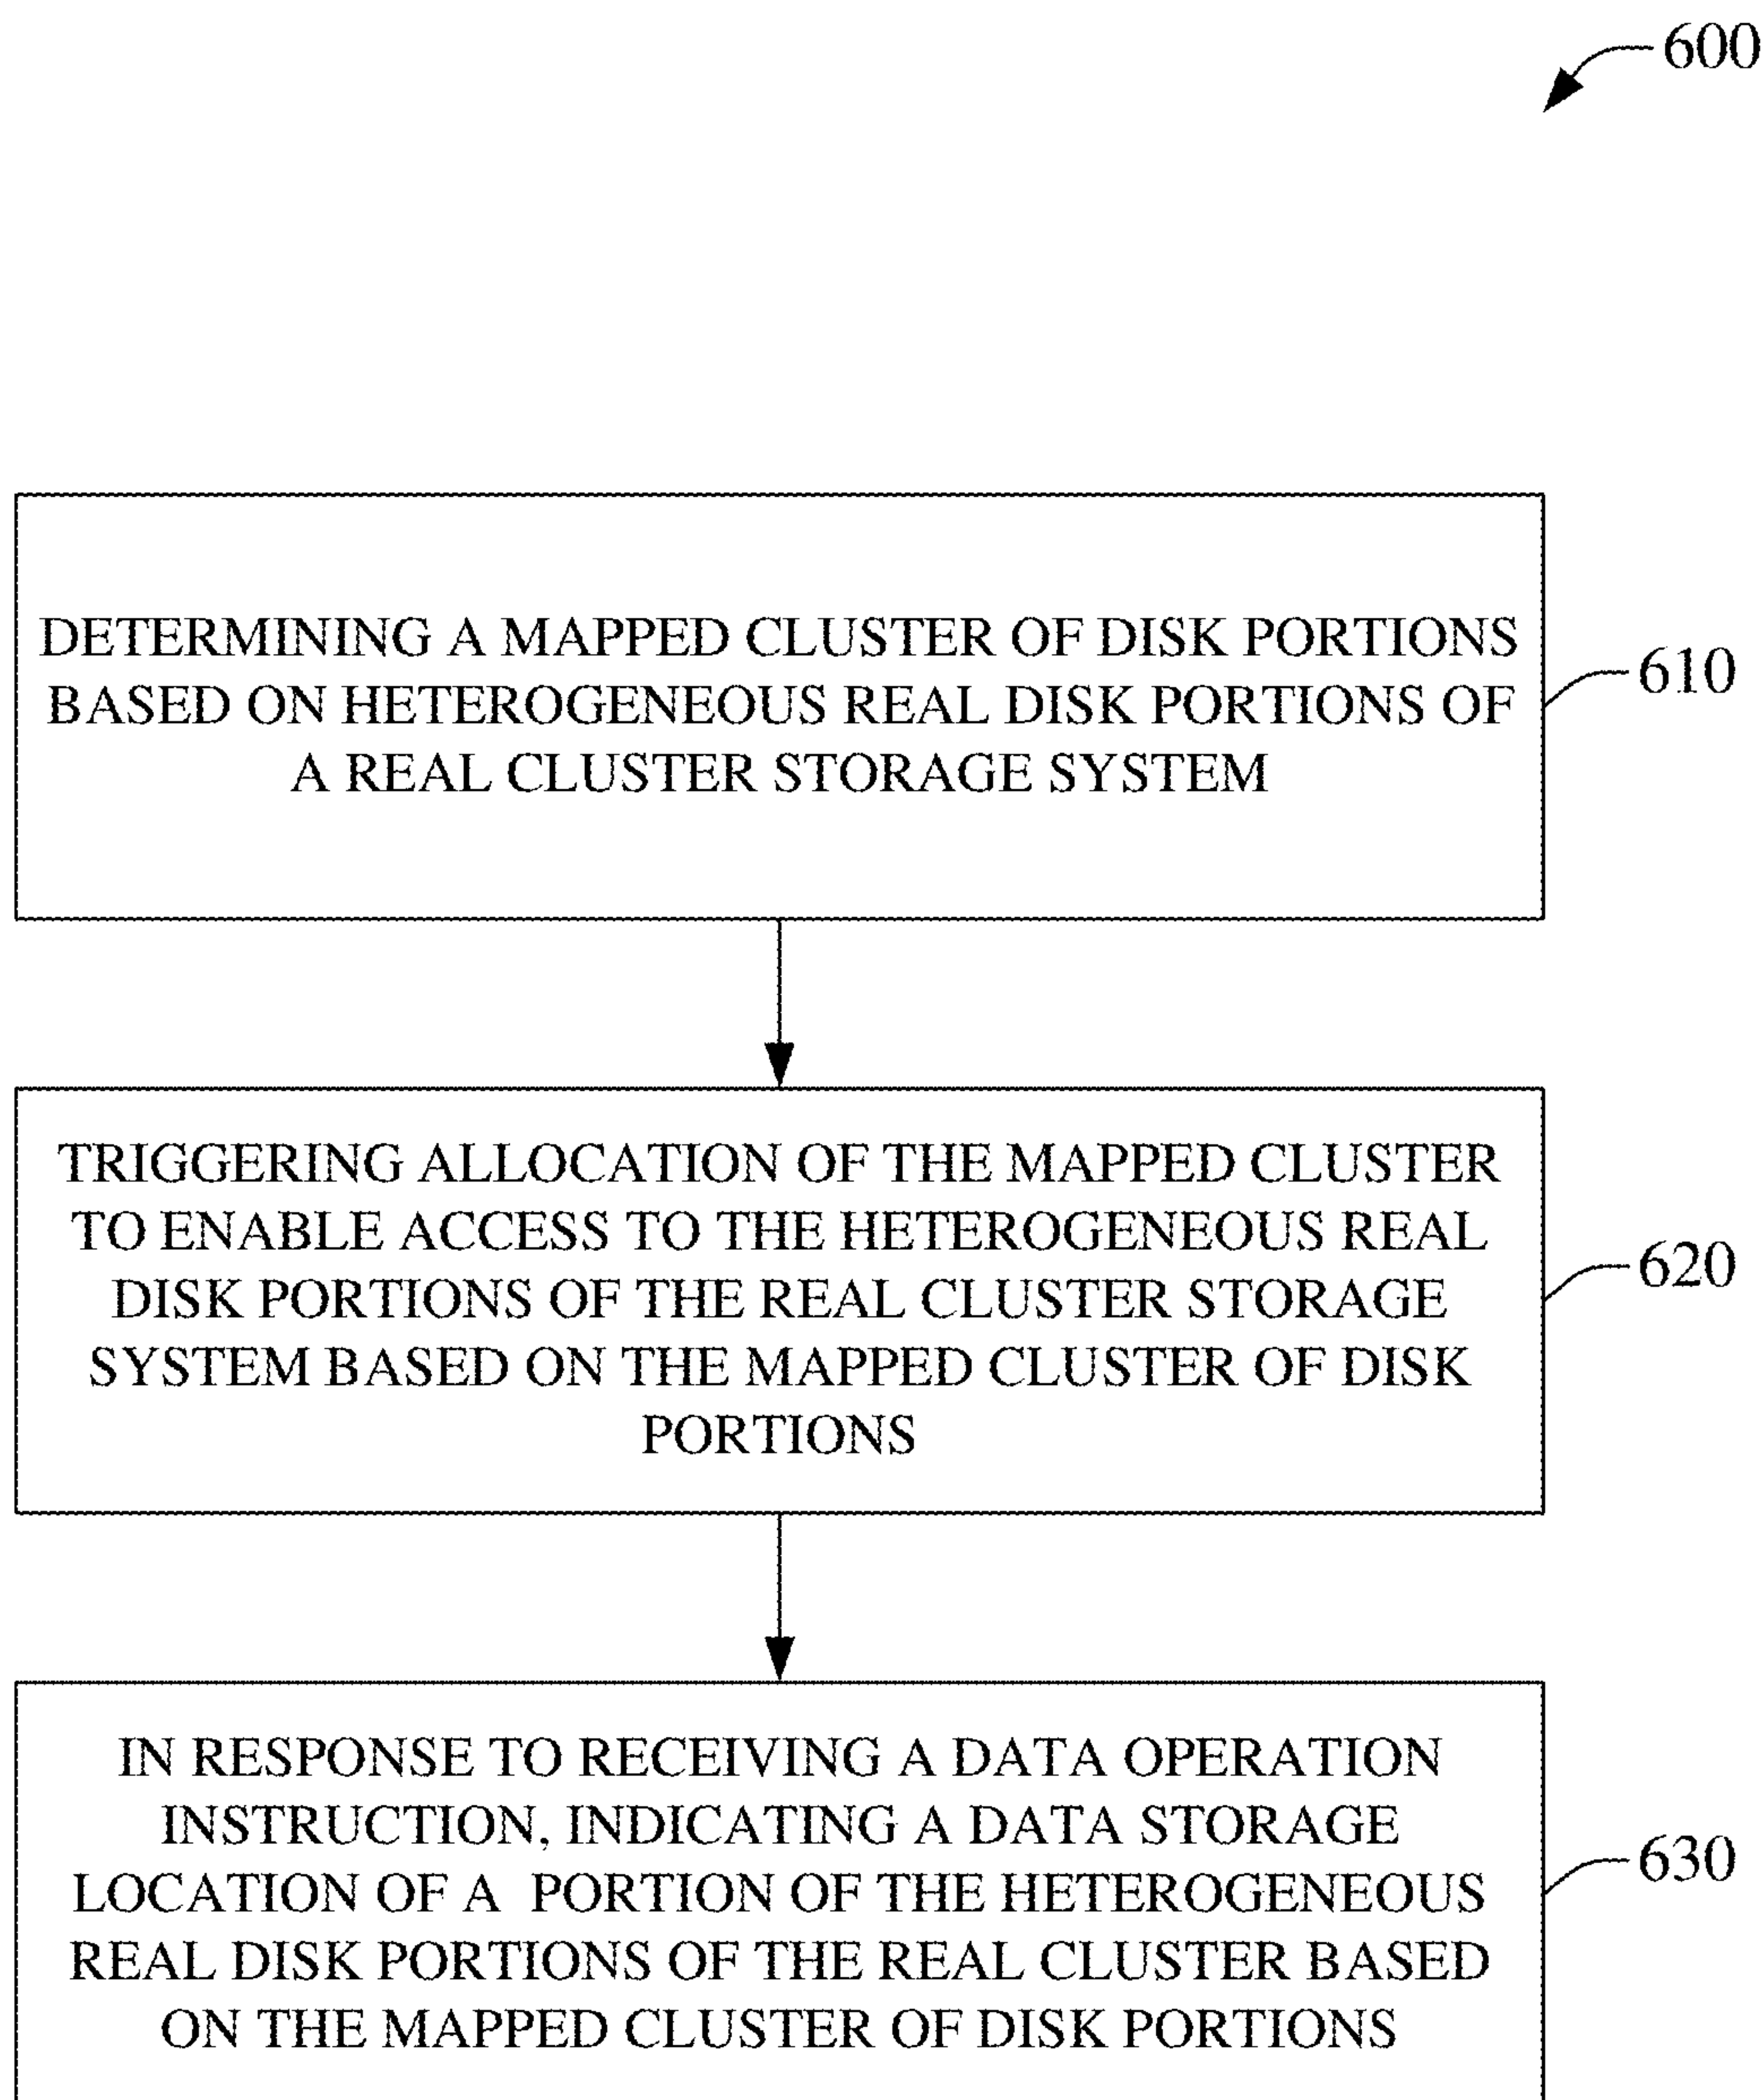 600
DETERMINING A MAPPED CLUSTER OF DISK PORTIONS
BASED ON HETEROGENEOUS REAL DISK PORTIONS OF
A REAL CLUSTER STORAGE SYSTEM
610
TRIGGERING ALLOCATION OF THE MAPPED CLUSTER
TO ENABLE ACCESS TO THE HETEROGENEOUS REAL
DISK PORTIONS OF THE REAL CLUSTER STORAGE
SYSTEM BASED ON THE MAPPED CLUSTER OF DISK
PORTIONS
620
IN RESPONSE TO RECEIVING A DATA OPERATION
INSTRUCTION, INDICATING A DATA STORAGE
LOCATION OF A PORTION OF THE HETEROGENEOUS
REAL DISK PORTIONS OF THE REAL CLUSTER BASED
ON THE MAPPED CLUSTER OF DISK PORTIONS
630